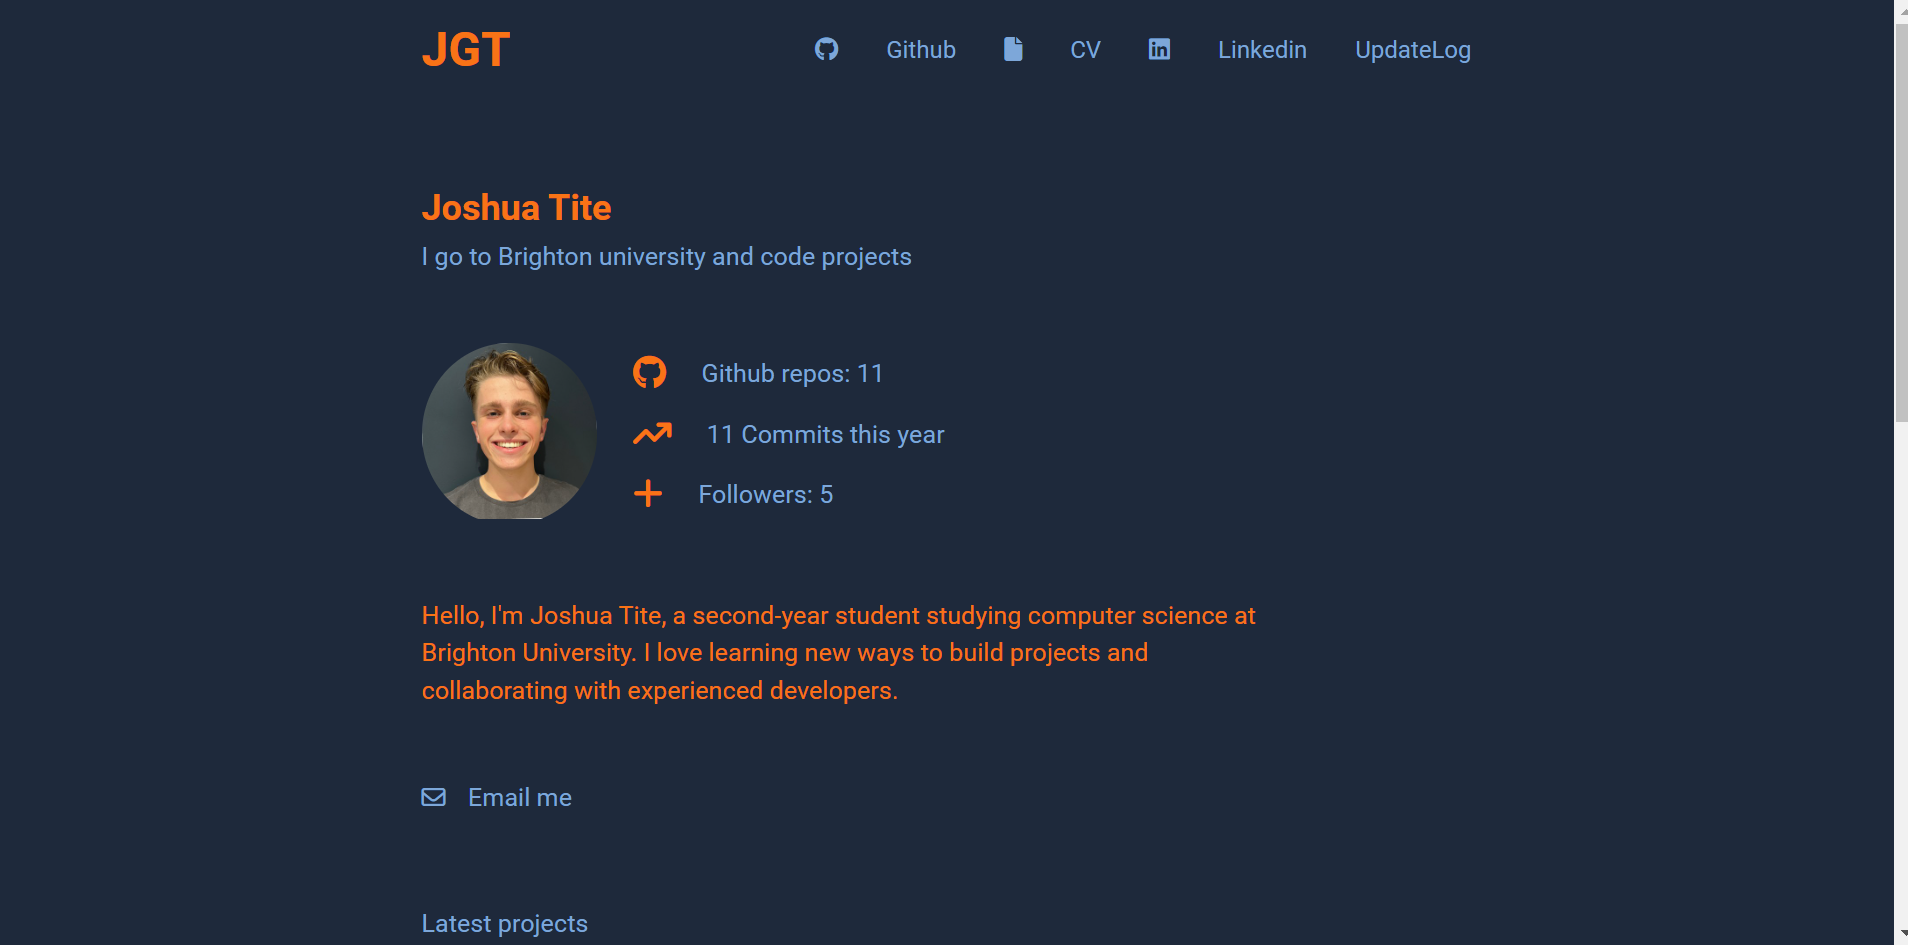 JGT
Github
CV
Linkedin
UpdateLog
Joshua Tite
I go to Brighton university and code projects
Github repos: 11
11 Commits this year
Followers: 5
Hello, I'm Joshua Tite, a second-year student studying computer science at
Brighton University. I love learning new ways to build projects and
collaborating with experienced developers.
Email me
Latest projects